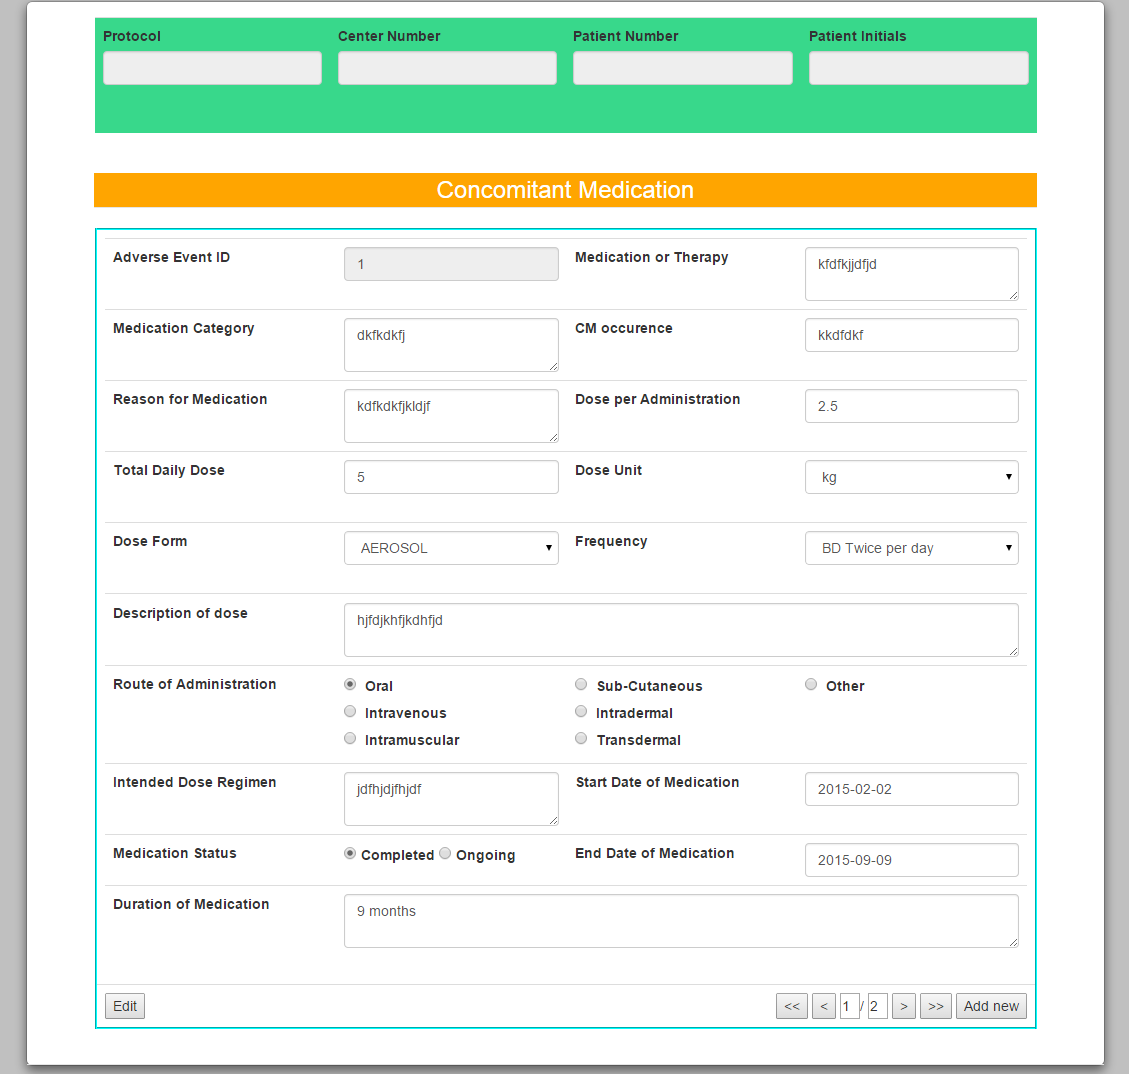 Protocol Center Number Patient Number Patient Initials
Concomitant Medication
Adverse Event ID 1 Medication or Therapy kfdfkjjdfjd
Medication Category dkfkdkfj CM occurence kkdfdkf
Reason for Medication kdfkdkfjkldjf Dose per Administration 2.5
Total Daily Dose 5 Dose Unit kg
Dose Form AEROSOL Frequency BD Twice per day
Description of dose hjfdjkhfjkdhfjd
Route of Administration Oral Sub-Cutaneous Other
Intravenous Intradermal
Intramuscular Transdermal
Intended Dose Regimen jdfhjdjfhjdf Start Date of Medication 2015-02-02
Medication Status Completed Ongoing End Date of Medication 2015-09-09
Duration of Medication 9 months
Edit << < 1 / 2 > >> Add new